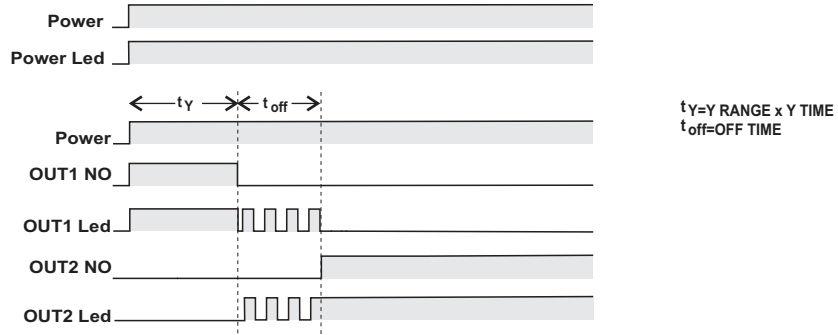 Power
Power Led
tY
toff
tY=Y RANGE x Y TIME
toff=OFF TIME
Power
OUT1 NO
OUT1 Led
OUT2 NO
OUT2 Led